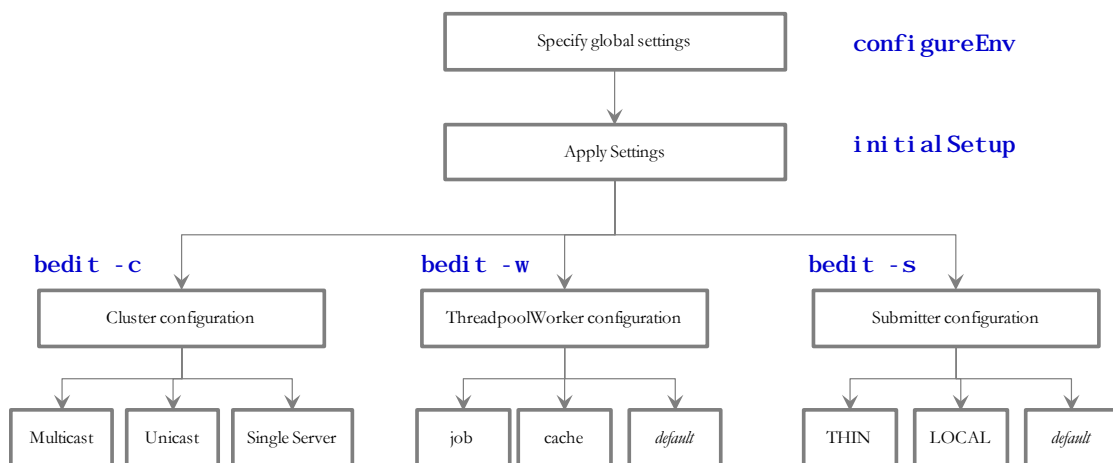 Specify global settings
configureEnv
Apply Settings
initialSetup
bedit -c
bedit -w
bedit -s
Cluster configuration
ThreadpoolWorker configuration
Submitter configuration
Multicast
Unicast
Single Server
job
cache
default
THIN
LOCAL
default